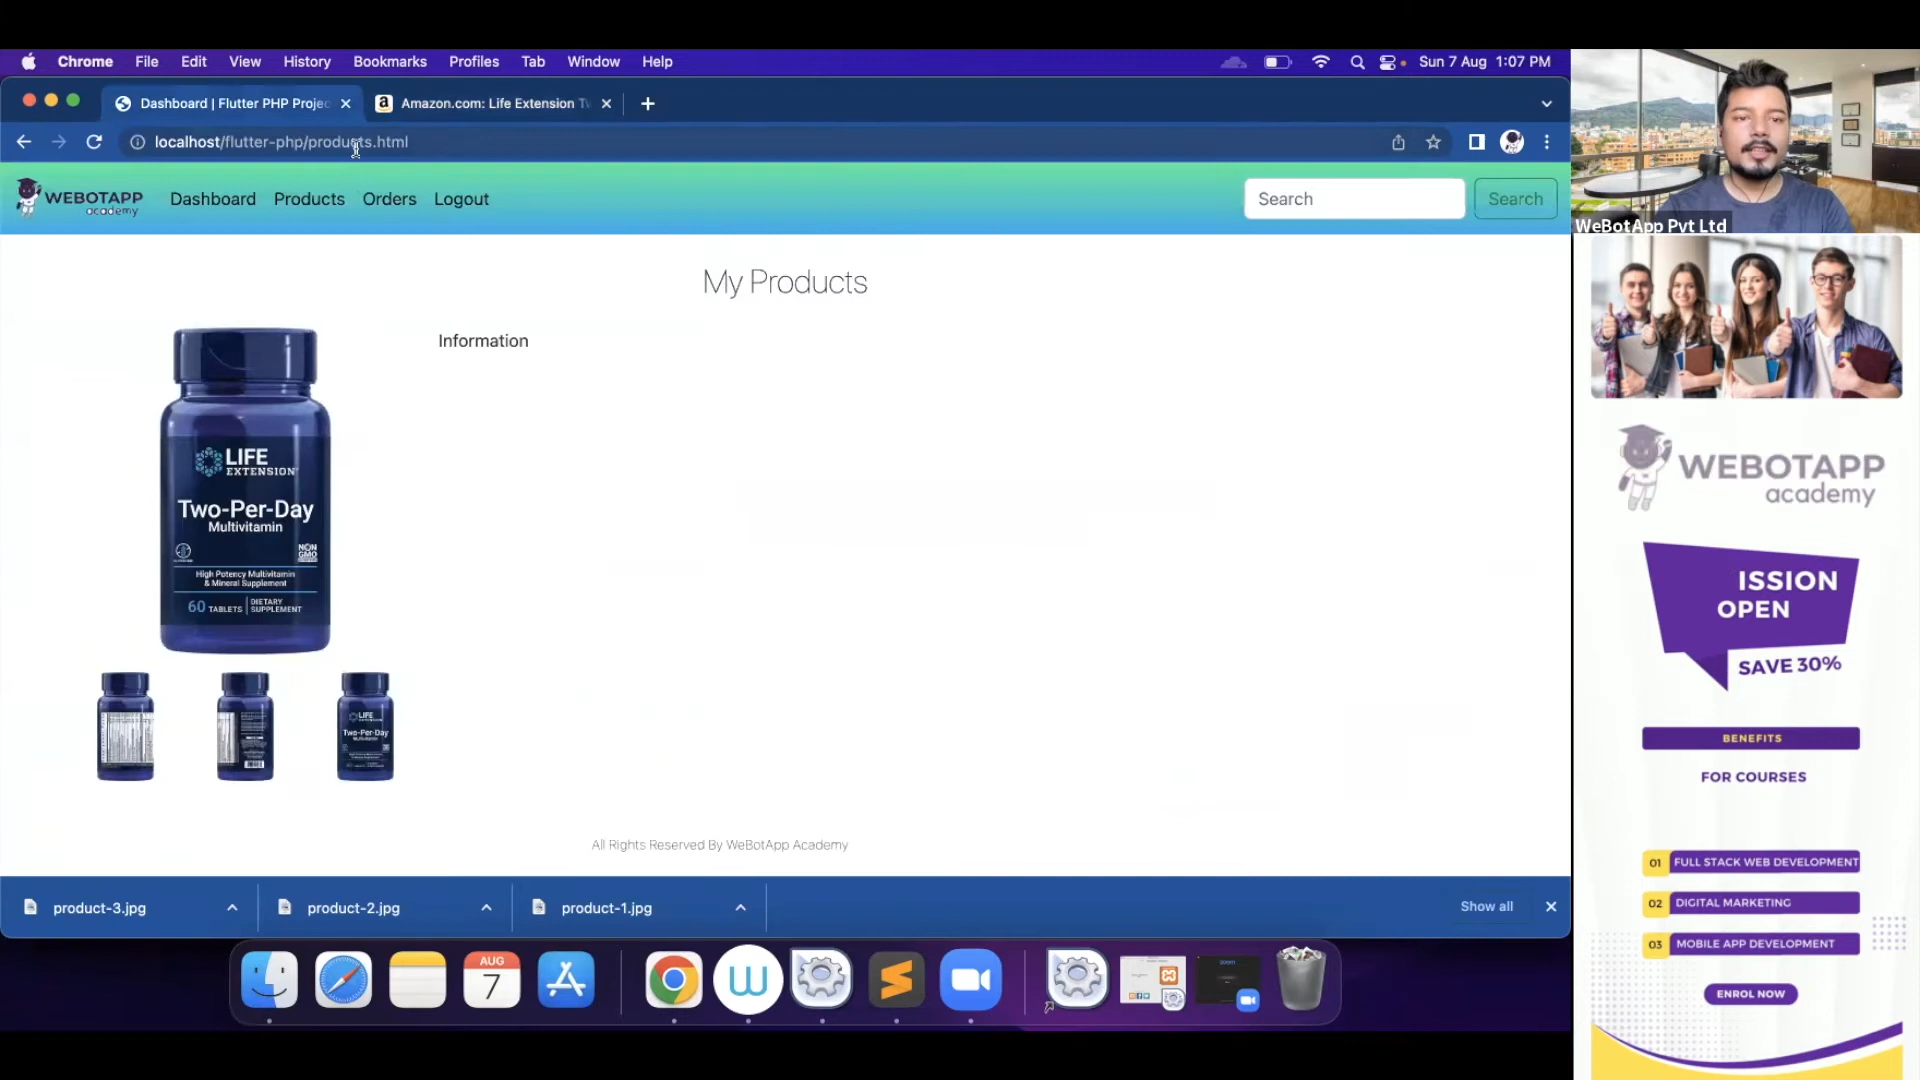 Chrome File Edit View History Bookmarks Profiles Tab Window Help
Sun 7 Aug 1:07 PM
Dashboard | Flutter PHP Projec
Amazon.com: Life Extension Tw
localhost/flutter-php/products.html
WEBOTAPP
academy
Dashboard Products Orders Logout
Search
Search
WeBotApp Pvt Ltd
My Products
Information
LIFE
EXTENSION
Two-Per-Day
Multivitamin
NON
GMO
High Potency Multivitamin
& Mineral Supplement
60 TABLETS
DIETARY
SUPPLEMENT
LIFE
Two-Per-Day
All Rights Reserved By WeBotApp Academy
product-3.jpg
product-2.jpg
product-1.jpg
Show all
AUG
7
WEBOTAPP
academy
ISSION
OPEN
SAVE 30%
BENEFITS
FOR COURSES
01 FULL STACK WEB DEVELOPMENT
02 DIGITAL MARKETING
03 MOBILE APP DEVELOPMENT
ENROL NOW